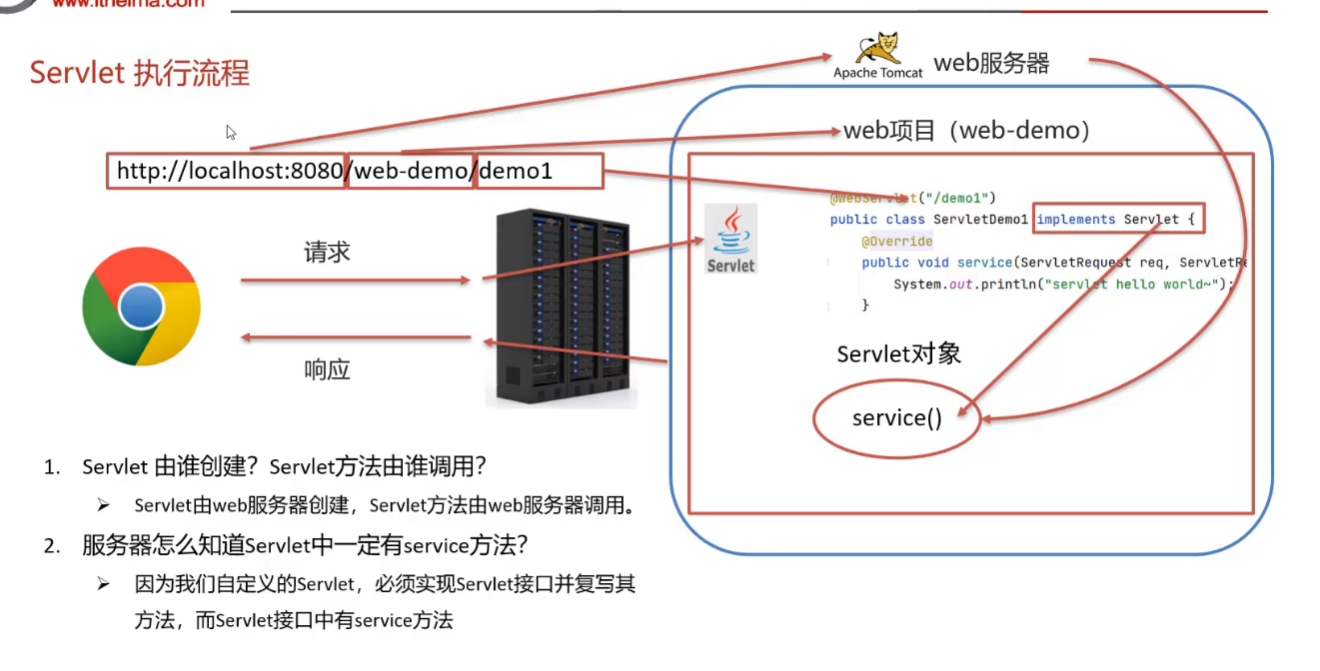 www.itheima.com
Servlet 执行流程
Apache Tomcat
web服务器
web项目（web-demo）
http://localhost:8080/web-demo/demo1
@WebServlet("/demo1")
public class ServletDemo1 implements Servlet {
@Override
public void service(ServletRequest req, ServletRe
System.out.println("servlet hello world~");
}
Servlet
请求
响应
Servlet对象
service()
1. Servlet 由谁创建？Servlet方法由谁调用？
➢ Servlet由web服务器创建，Servlet方法由web服务器调用。
2. 服务器怎么知道Servlet中一定有service方法？
➢ 因为我们自定义的Servlet，必须实现Servlet接口并复写其
方法，而Servlet接口中有service方法